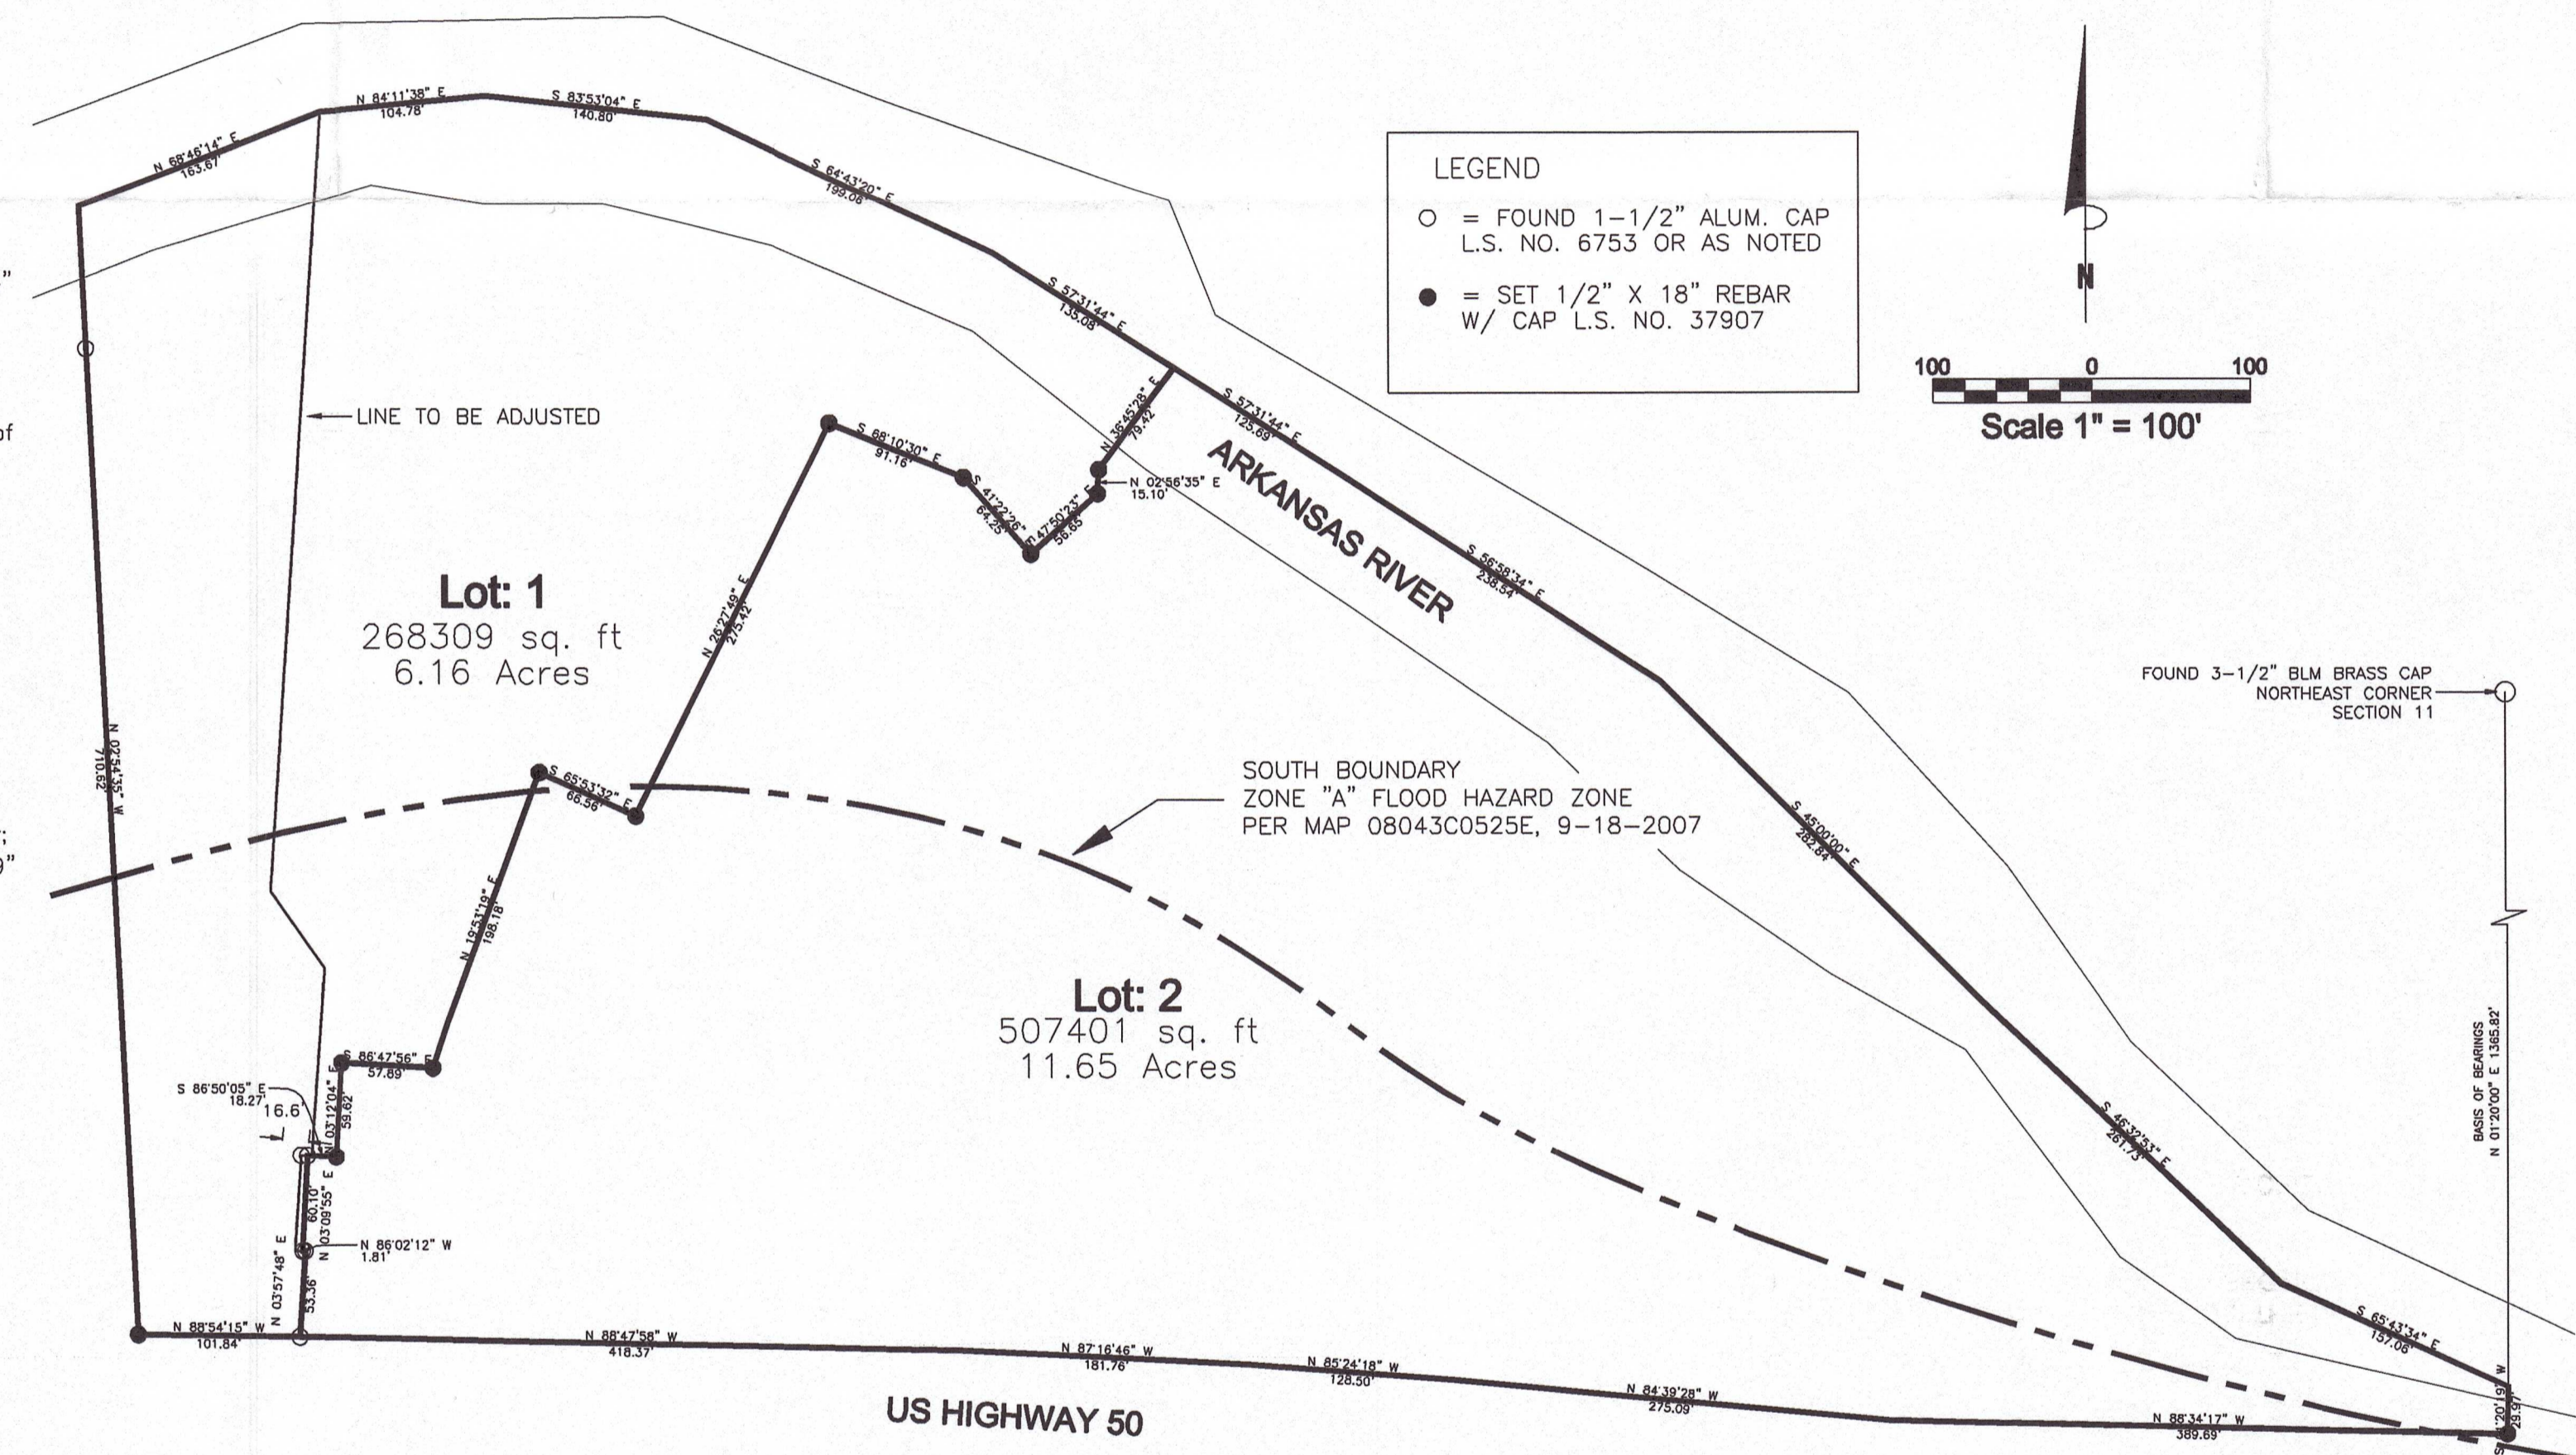 N 84°11'38" E
104.78'
S 83°53'04" E
140.80'
N 68°46'14" E
163.67'
S 64°43'20" E
199.08'
S 57°31'44" E
135.08'
LEGEND
= FOUND 1-1/2" ALUM. CAP
L.S. NO. 6753 OR AS NOTED
= SET 1/2" X 18" REBAR
W/ CAP L.S. NO. 37907
N
100 0 100
Scale 1" = 100'
"
of
LINE TO BE ADJUSTED
S 68°10'30" E
91.16'
N 36°45'28" E
79.42'
S 57°31'44" E
125.69'
N 02°56'35" E
15.10'
S 41°22'26"
64.25'
47°50'23" E
56.65'
ARKANSAS RIVER
S 56°58'34" E
238.54'
Lot: 1
268309 sq. ft
6.16 Acres
N 26°27'49" E
275.42'
FOUND 3-1/2" BLM BRASS CAP
NORTHEAST CORNER
SECTION 11
N 02°54'35" W
710.62'
S 65°53'32" E
66.56'
SOUTH BOUNDARY
ZONE "A" FLOOD HAZARD ZONE
PER MAP 08043C0525E, 9-18-2007
S 45°00'00" E
282.84'
;
"
N 19°53'19" E
198.18'
Lot: 2
507401 sq. ft
11.65 Acres
BASIS OF BEARINGS
N 01°20'00" E 1365.82'
S 86°47'56" E
57.89'
S 86°50'05" E
18.27'
16.6'
N 03°12'04" E
59.62'
S 46°32'53" E
261.73'
60.10'
N 03°09'55" E
N 86°02'12" W
1.81'
N 03°57'48" E
53.36'
S 65°43'34" E
157.06'
N 88°54'15" W
101.84'
N 88°47'58" W
418.37'
N 87°16'46" W
181.76'
N 85°24'18" W
128.50'
N 84°39'28" W
275.09'
N 88°34'17" W
389.69'
29.97'
US HIGHWAY 50